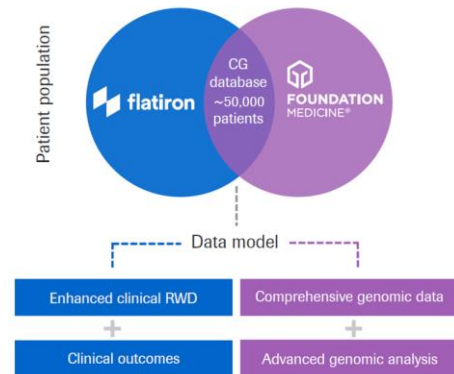 Patient population
flatiron
CG
database
~50,000
patients
FOUNDATION
MEDICINE®
Data model
Enhanced clinical RWD
Comprehensive genomic data
+
+
Clinical outcomes
Advanced genomic analysis